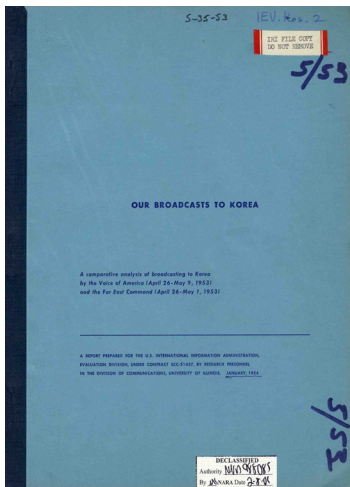 S-35-53
IEV. Kos. 2
IRI FILE COPY
DO NOT REMOVE
5/53
OUR BROADCASTS TO KOREA
A comparative analysis of broadcasting to Korea
by the Voice of America (April 26-May 9, 1953)
and the Far East Command (April 26-May 1, 1953)
A REPORT PREPARED FOR THE U.S. INTERNATIONAL INFORMATION ADMINISTRATION,
EVALUATION DIVISION, UNDER CONTRACT SCC-21637, BY RESEARCH PERSONNEL
IN THE DIVISION OF COMMUNICATIONS, UNIVERSITY OF ILLINOIS. JANUARY, 1954
5/53
DECLASSIFIED
Authority
By NARA Date